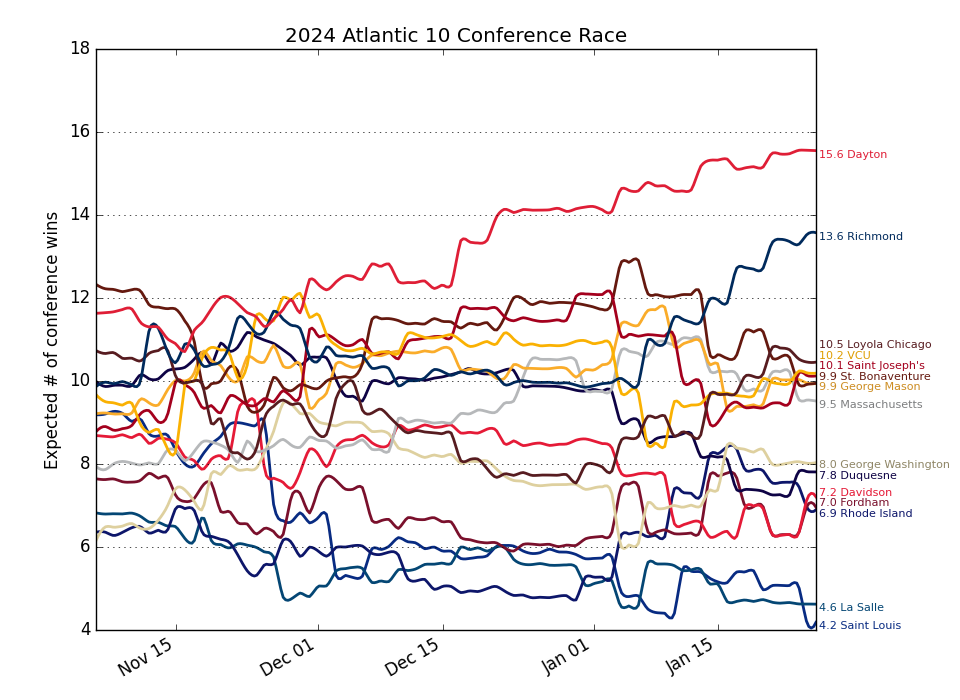 2024 Atlantic 10 Conference Race
Expected # of conference wins
18
16
14
12
10
8
6
4
Nov 15
Dec 01
Dec 15
Jan 01
Jan 15
15.6 Dayton
13.6 Richmond
10.5 Loyola Chicago
10.2 VCU
10.1 Saint Joseph's
9.9 St. Bonaventure
9.9 George Mason
9.5 Massachusetts
8.0 George Washington
7.8 Duquesne
7.2 Davidson
7.0 Fordham
6.9 Rhode Island
4.6 La Salle
4.2 Saint Louis